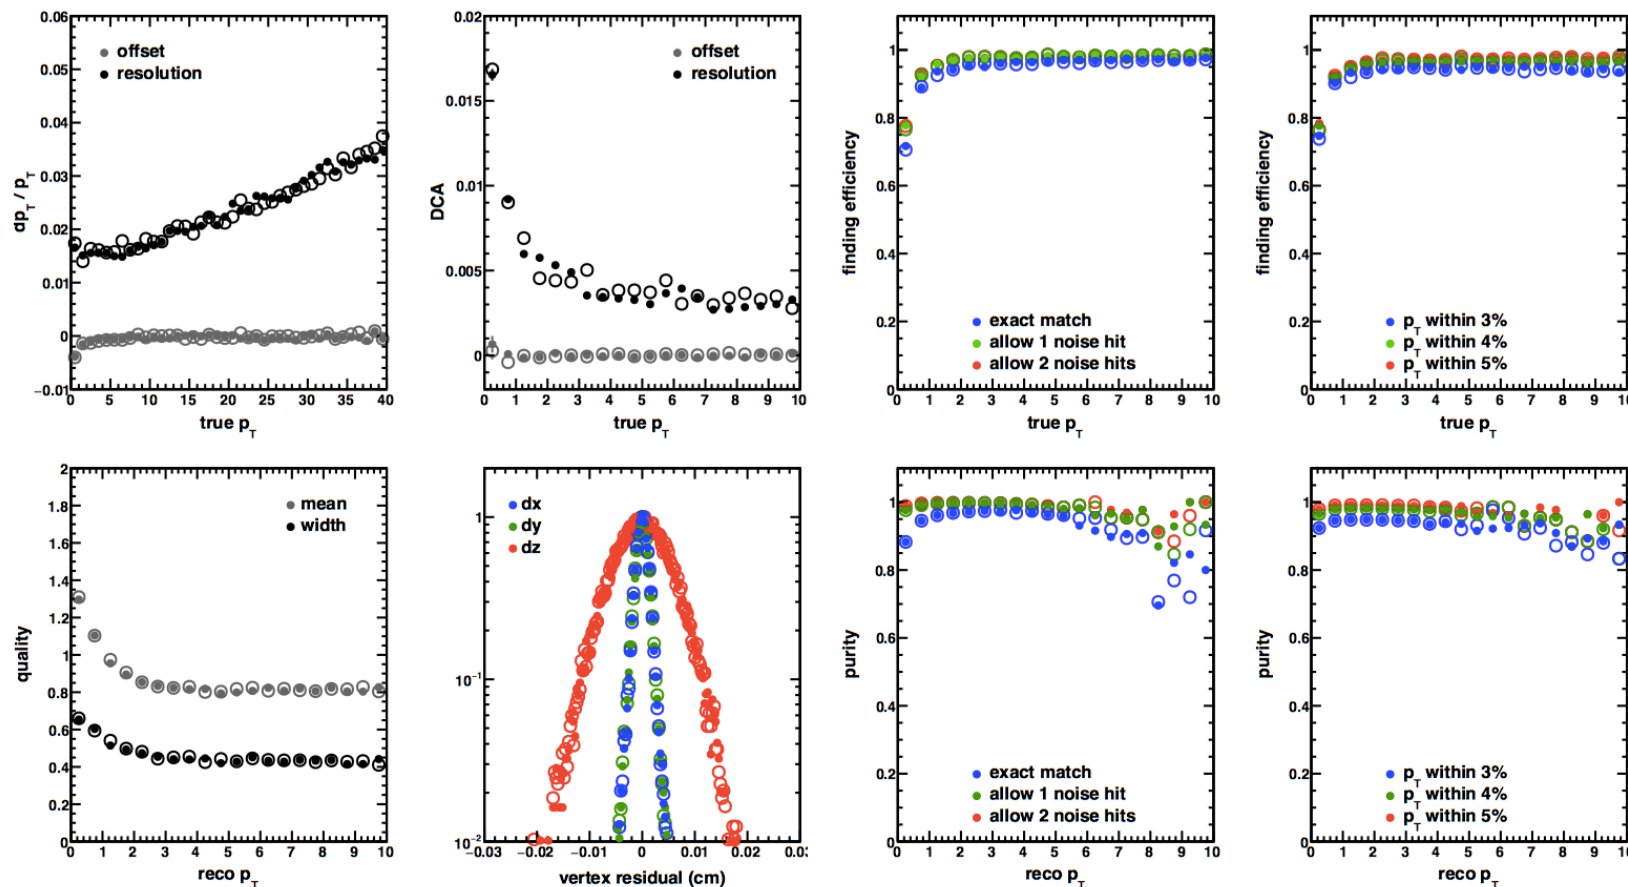 0.06
0.05
0.04
0.03
0.02
0.01
0
−0.01
dp_T / p_T
offset
resolution
0 5 10 15 20 25 30 35 40
true p_T
0.02
0.015
0.01
0.005
0
DCA
offset
resolution
0 1 2 3 4 5 6 7 8 9 10
true p_T
1
0.8
0.6
0.4
0.2
0
finding efficiency
exact match
allow 1 noise hit
allow 2 noise hits
0 1 2 3 4 5 6 7 8 9 10
true p_T
1
0.8
0.6
0.4
0.2
0
finding efficiency
p_T within 3%
p_T within 4%
p_T within 5%
0 1 2 3 4 5 6 7 8 9 10
true p_T
2
1.8
1.6
1.4
1.2
1
0.8
0.6
0.4
0.2
0
quality
mean
width
0 1 2 3 4 5 6 7 8 9 10
reco p_T
1
10⁻¹
10⁻²
dx
dy
dz
−0.03 −0.02 −0.01 0 0.01 0.02
vertex residual (cm)
1
0.8
0.6
0.4
0.2
0
purity
exact match
allow 1 noise hit
allow 2 noise hits
0 1 2 3 4 5 6 7 8 9 10
reco p_T
1
0.8
0.6
0.4
0.2
0
purity
p_T within 3%
p_T within 4%
p_T within 5%
0 1 2 3 4 5 6 7 8 9 10
reco p_T